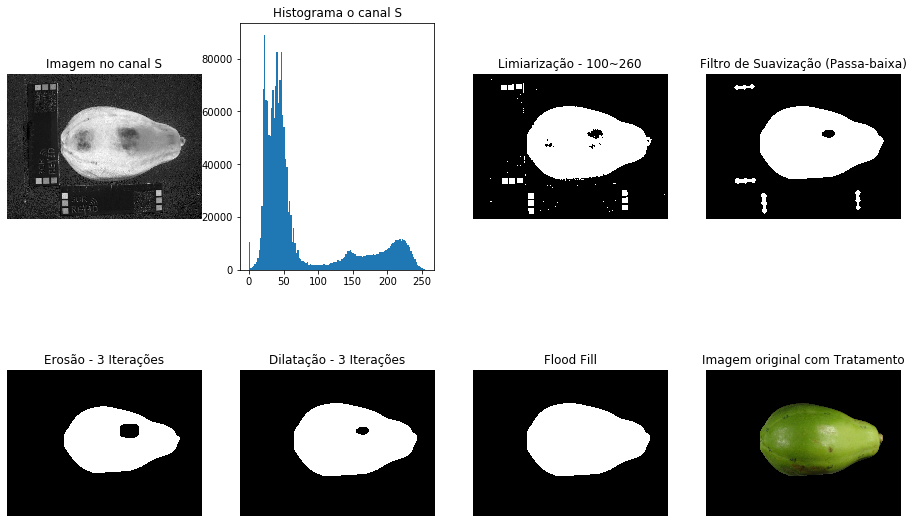 Histograma o canal S
Imagem no canal S
Limiarização - 100~260
Filtro de Suavização (Passa-baixa)
80000
60000
40000
20000
0
0 50 100 150 200 250
Erosão - 3 Iterações
Dilatação - 3 Iterações
Flood Fill
Imagem original com Tratamento